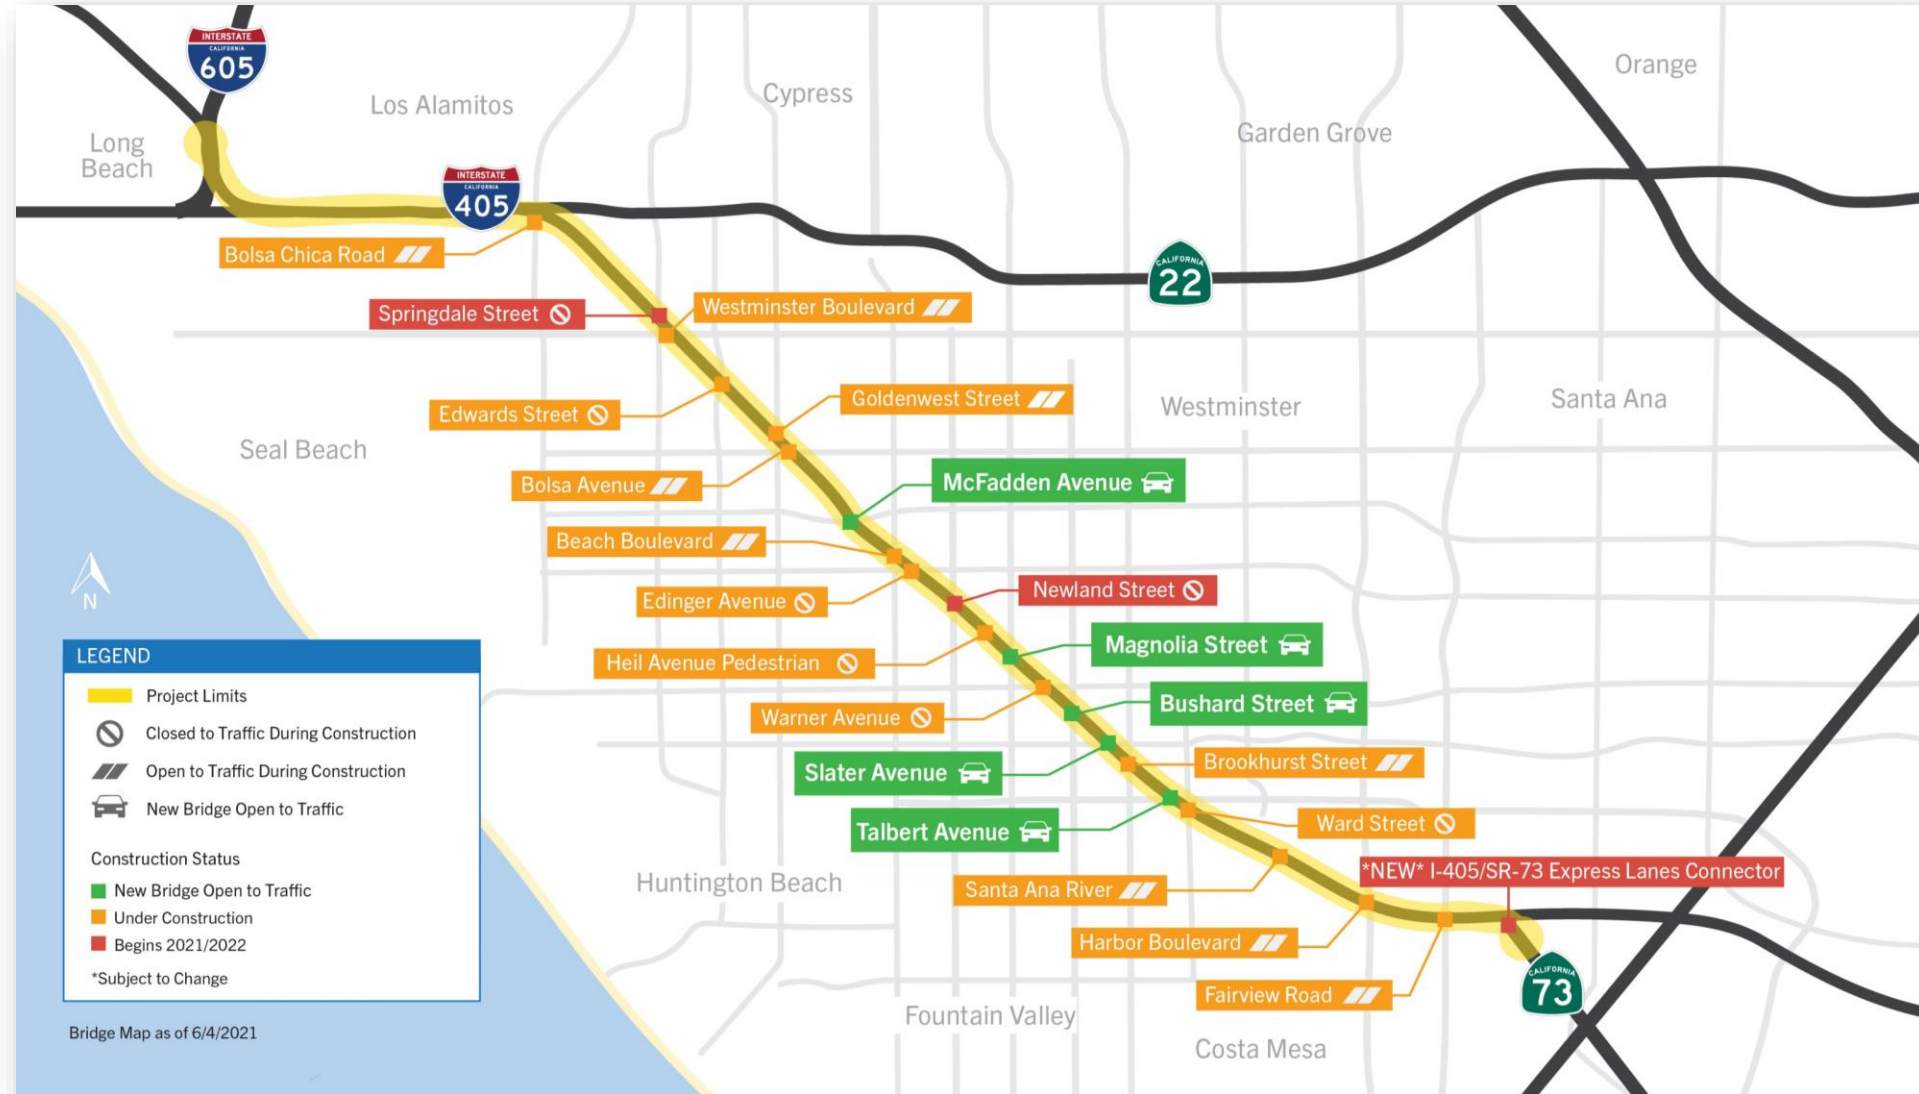 INTERSTATE
CALIFORNIA
605
Orange
Los Alamitos
Cypress
Garden Grove
Long
Beach
INTERSTATE
CALIFORNIA
405
Bolsa Chica Road
CALIFORNIA
22
Springdale Street
Westminster Boulevard
Edwards Street
Goldenwest Street
Westminster
Santa Ana
Seal Beach
Bolsa Avenue
McFadden Avenue
Beach Boulevard
Edinger Avenue
Newland Street
N
Magnolia Street
Heil Avenue Pedestrian
Bushard Street
Warner Avenue
Slater Avenue
Brookhurst Street
Talbert Avenue
Ward Street
*NEW* I-405/SR-73 Express Lanes Connector
Huntington Beach
Santa Ana River
Harbor Boulevard
Fairview Road
CALIFORNIA
73
Fountain Valley
Costa Mesa
LEGEND
Project Limits
Closed to Traffic During Construction
Open to Traffic During Construction
New Bridge Open to Traffic
Construction Status
New Bridge Open to Traffic
Under Construction
Begins 2021/2022
*Subject to Change
Bridge Map as of 6/4/2021